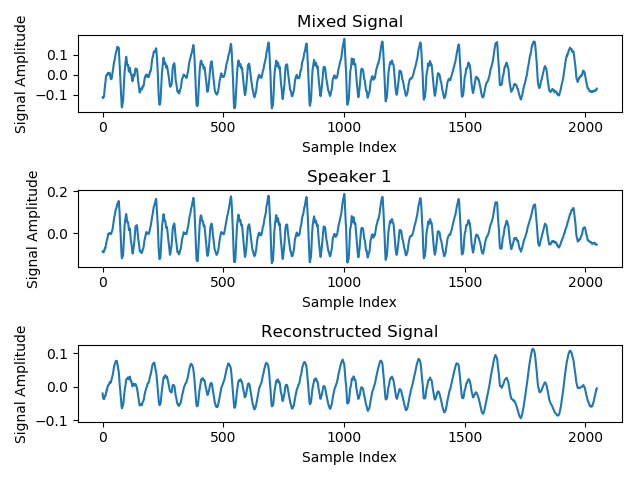 Mixed Signal
Signal Amplitude
0.1
0.0
−0.1
0 500 1000 1500 2000
Sample Index
Speaker 1
Signal Amplitude
0.2
0.0
0 500 1000 1500 2000
Sample Index
Reconstructed Signal
Signal Amplitude
0.1
0.0
−0.1
0 500 1000 1500 2000
Sample Index